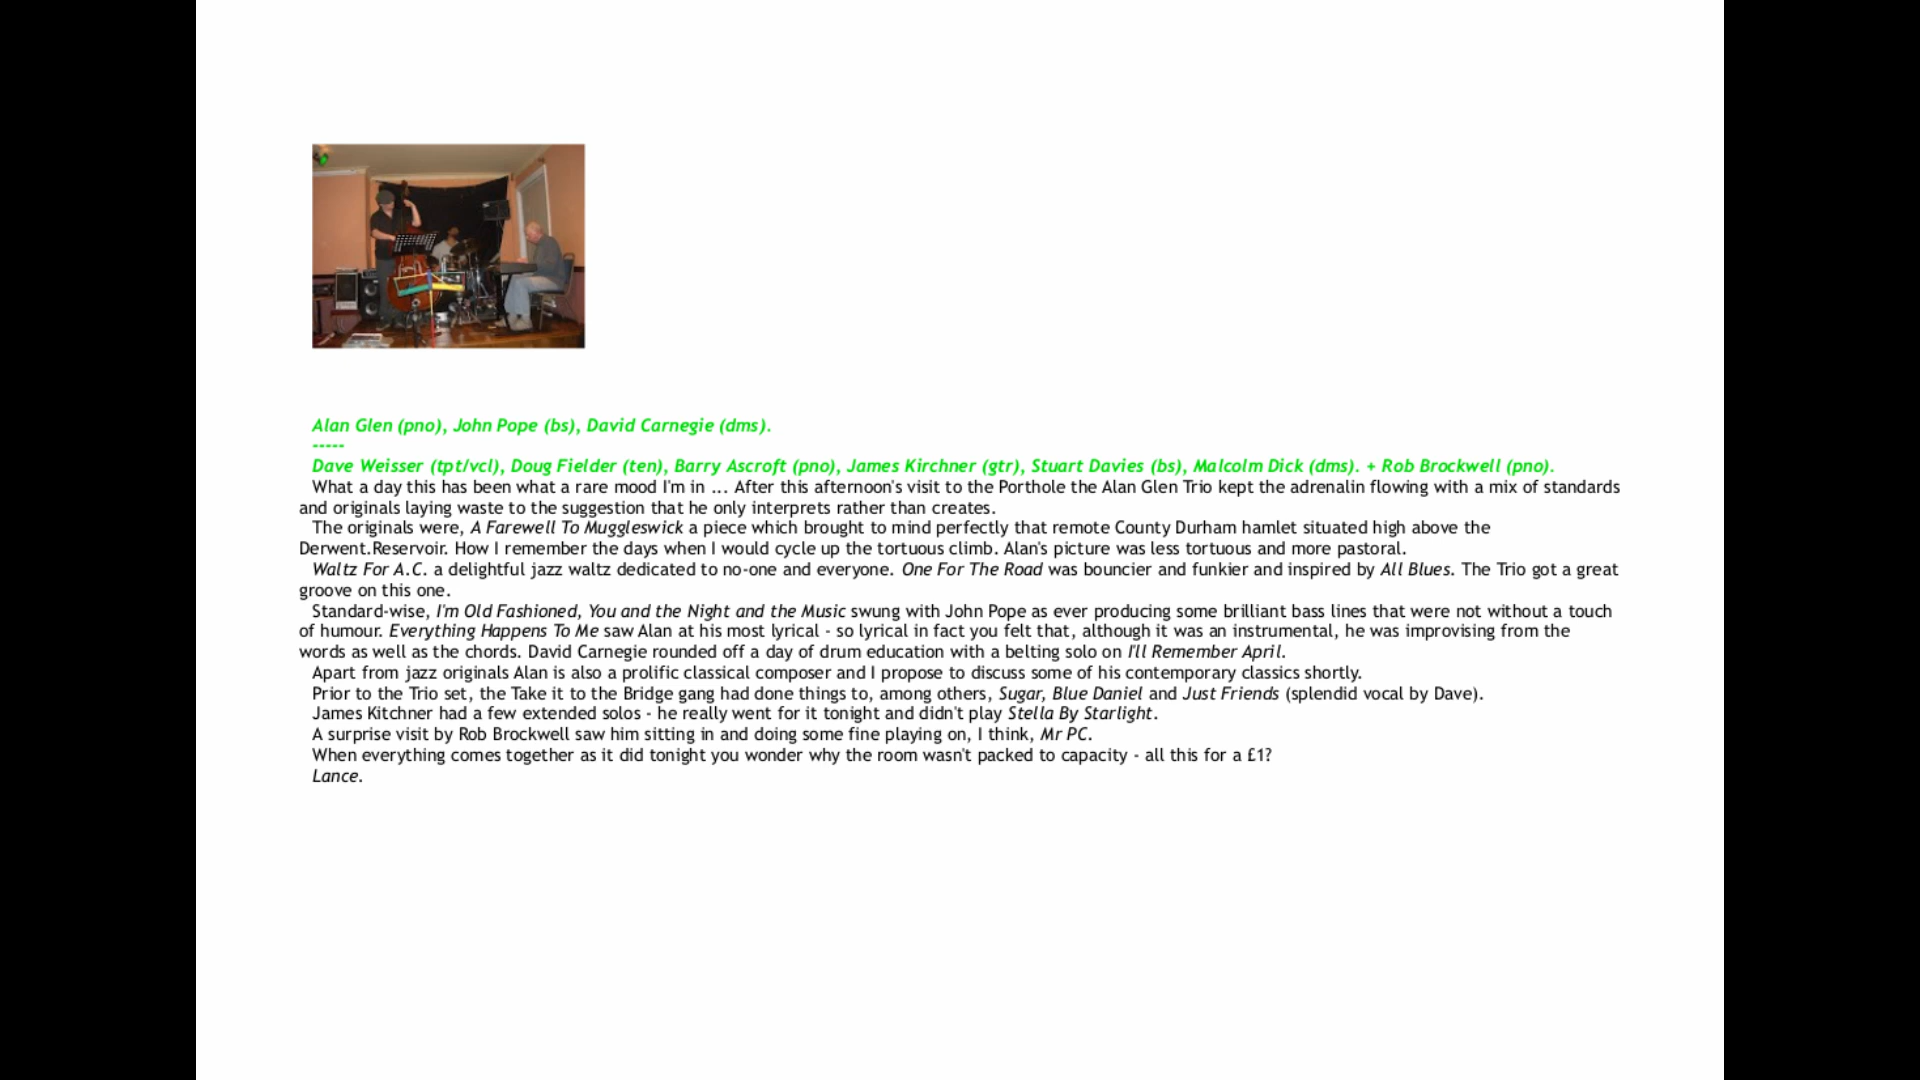 Alan Glen (pno), John Pope (bs), David Carnegie (dms).
-----
Dave Weisser (tpt/vcl), Doug Fielder (ten), Barry Ascroft (pno), James Kirchner (gtr), Stuart Davies (bs), Malcolm Dick (dms). + Rob Brockwell (pno).
What a day this has been what a rare mood I'm in ... After this afternoon's visit to the Porthole the Alan Glen Trio kept the adrenalin flowing with a mix of standards
and originals laying waste to the suggestion that he only interprets rather than creates.
The originals were, A Farewell To Muggleswick a piece which brought to mind perfectly that remote County Durham hamlet situated high above the
Derwent.Reservoir. How I remember the days when I would cycle up the tortuous climb. Alan's picture was less tortuous and more pastoral.
Waltz For A.C. a delightful jazz waltz dedicated to no-one and everyone. One For The Road was bouncier and funkier and inspired by All Blues. The Trio got a great
groove on this one.
Standard-wise, I'm Old Fashioned, You and the Night and the Music swung with John Pope as ever producing some brilliant bass lines that were not without a touch
of humour. Everything Happens To Me saw Alan at his most lyrical - so lyrical in fact you felt that, although it was an instrumental, he was improvising from the
words as well as the chords. David Carnegie rounded off a day of drum education with a belting solo on I'll Remember April.
Apart from jazz originals Alan is also a prolific classical composer and I propose to discuss some of his contemporary classics shortly.
Prior to the Trio set, the Take it to the Bridge gang had done things to, among others, Sugar, Blue Daniel and Just Friends (splendid vocal by Dave).
James Kitchner had a few extended solos - he really went for it tonight and didn't play Stella By Starlight.
A surprise visit by Rob Brockwell saw him sitting in and doing some fine playing on, I think, Mr PC.
When everything comes together as it did tonight you wonder why the room wasn't packed to capacity - all this for a £1?
Lance.